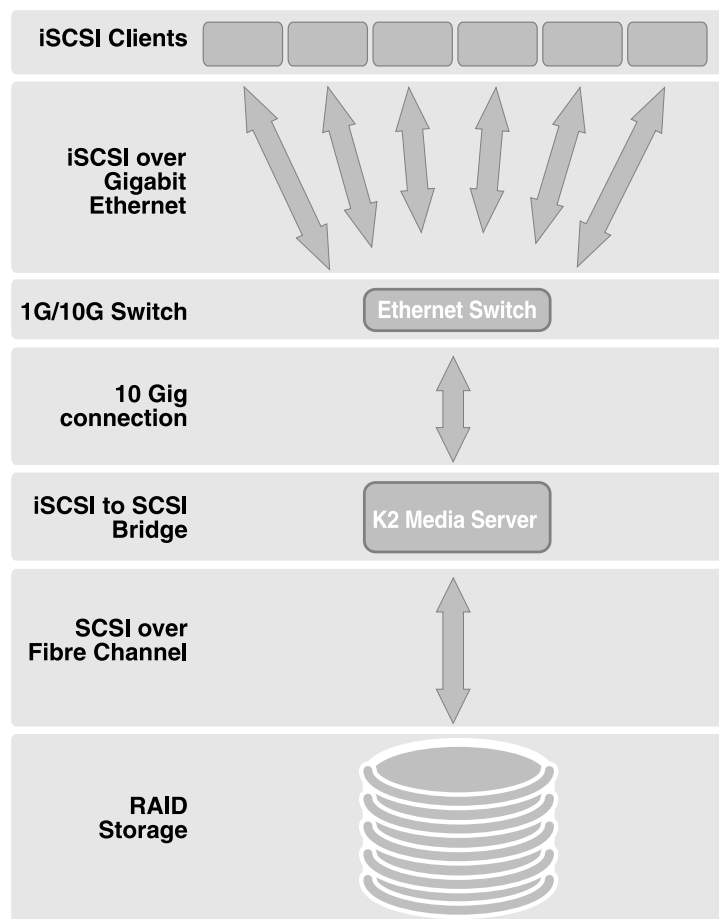 iSCSI Clients
iSCSI over
Gigabit
Ethernet
1G/10G Switch
Ethernet Switch
10 Gig
connection
iSCSI to SCSI
Bridge
K2 Media Server
SCSI over
Fibre Channel
RAID
Storage